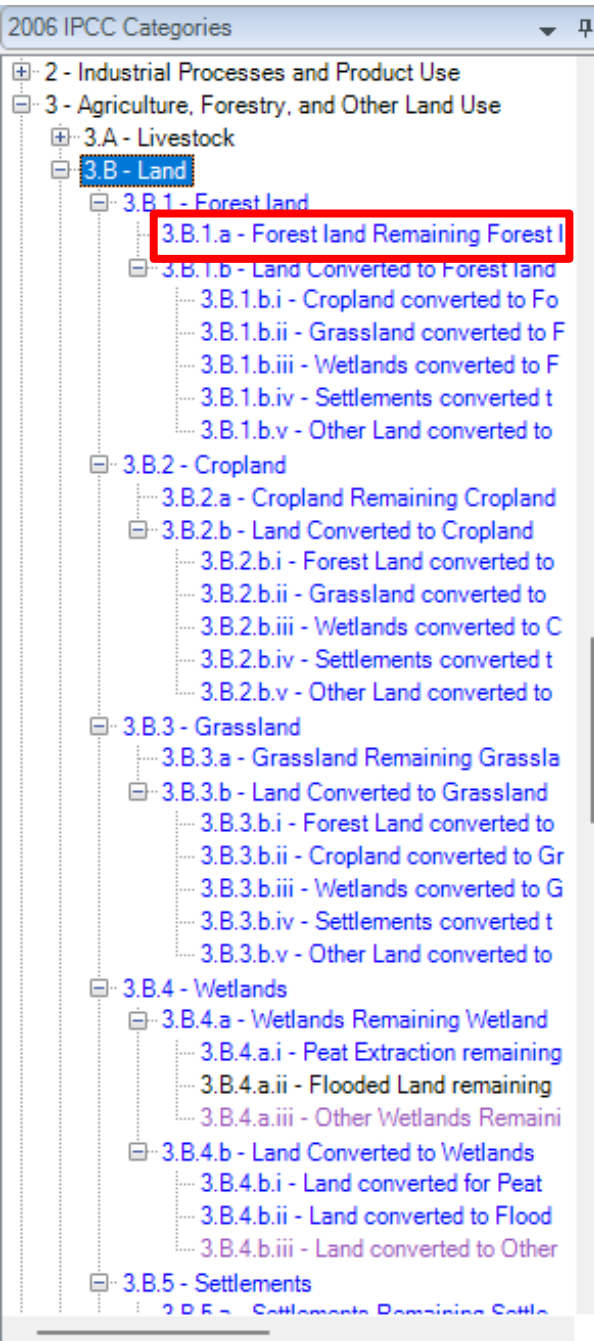 2006 IPCC Categories
2 - Industrial Processes and Product Use
3 - Agriculture, Forestry, and Other Land Use
3.A - Livestock
3.B - Land
3.B.1 - Forest land
3.B.1.a - Forest land Remaining Forest l
3.B.1.b - Land Converted to Forest land
3.B.1.b.i - Cropland converted to Fo
3.B.1.b.ii - Grassland converted to F
3.B.1.b.iii - Wetlands converted to F
3.B.1.b.iv - Settlements converted t
3.B.1.b.v - Other Land converted to
3.B.2 - Cropland
3.B.2.a - Cropland Remaining Cropland
3.B.2.b - Land Converted to Cropland
3.B.2.b.i - Forest Land converted to
3.B.2.b.ii - Grassland converted to
3.B.2.b.iii - Wetlands converted to C
3.B.2.b.iv - Settlements converted t
3.B.2.b.v - Other Land converted to
3.B.3 - Grassland
3.B.3.a - Grassland Remaining Grassla
3.B.3.b - Land Converted to Grassland
3.B.3.b.i - Forest Land converted to
3.B.3.b.ii - Cropland converted to Gr
3.B.3.b.iii - Wetlands converted to G
3.B.3.b.iv - Settlements converted t
3.B.3.b.v - Other Land converted to
3.B.4 - Wetlands
3.B.4.a - Wetlands Remaining Wetland
3.B.4.a.i - Peat Extraction remaining
3.B.4.a.ii - Flooded Land remaining
3.B.4.a.iii - Other Wetlands Remaini
3.B.4.b - Land Converted to Wetlands
3.B.4.b.i - Land converted for Peat
3.B.4.b.ii - Land converted to Flood
3.B.4.b.iii - Land converted to Other
3.B.5 - Settlements
3.B.5.a - Settlements Remaining Settle